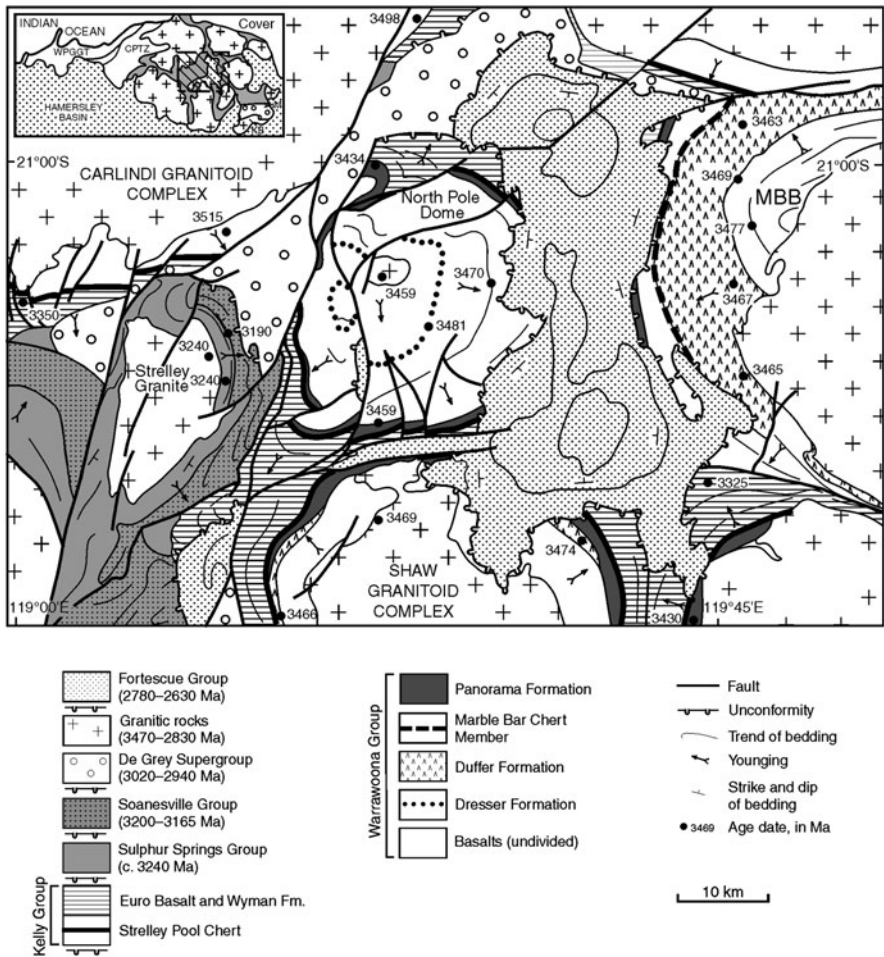 INDIAN
OCEAN
Cover
WPGGT
CPTZ
HAMERSLEY
BASIN
KB
3498
21°00'S
21°00'S
CARLINDI GRANITOID
COMPLEX
3434
North Pole
Dome
3463
3469
MBB
3477
3515
3459
3470
3467
3350
3190
3240
3481
Strelley
Granite
3240
3465
3459
3325
3469
3474
SHAW
GRANITOID
COMPLEX
119°00'E
3466
119°45'E
3430
Fortescue Group
(2780–2630 Ma)
Granitic rocks
(3470–2830 Ma)
De Grey Supergroup
(3020–2940 Ma)
Soanesville Group
(3200–3165 Ma)
Sulphur Springs Group
(c. 3240 Ma)
Kelly Group
Euro Basalt and Wyman Fm.
Strelley Pool Chert
Warrawoona Group
Panorama Formation
Marble Bar Chert
Member
Duffer Formation
Dresser Formation
Basalts (undivided)
Fault
Unconformity
Trend of bedding
Younging
Strike and dip
of bedding
3469 Age date, in Ma
10 km